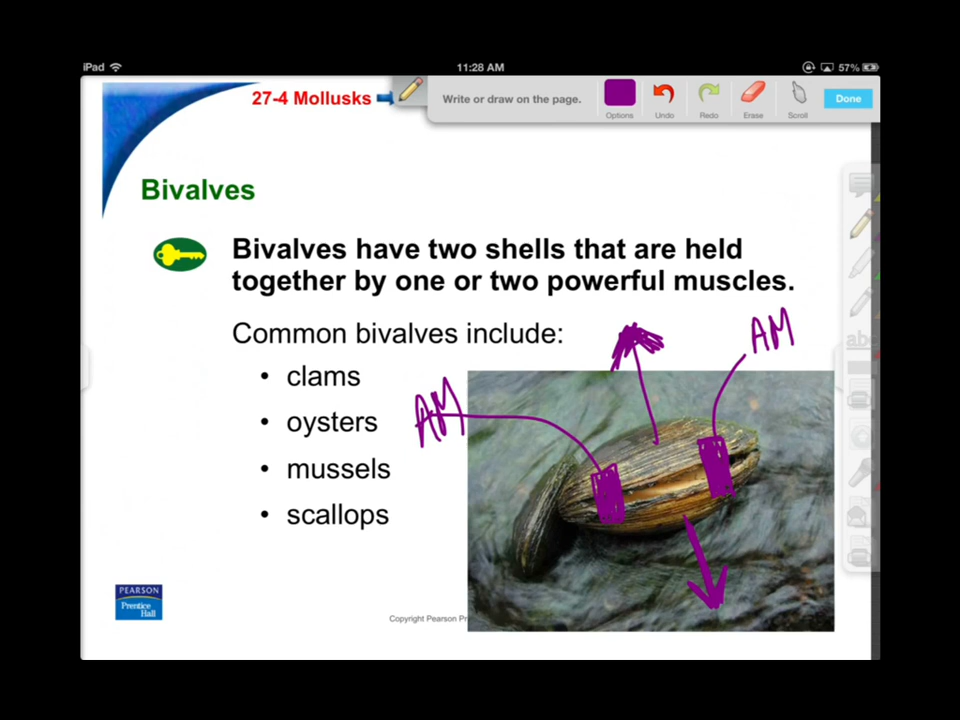 iPad
11:28 AM
57%
27-4 Mollusks
Write or draw on the page.
Options
Undo
Redo
Erase
Scroll
Done
Bivalves
Bivalves have two shells that are held
together by one or two powerful muscles.
Common bivalves include:
• clams
• oysters
• mussels
• scallops
AM
AM
abc
PEARSON
Prentice
Hall
Copyright Pearson